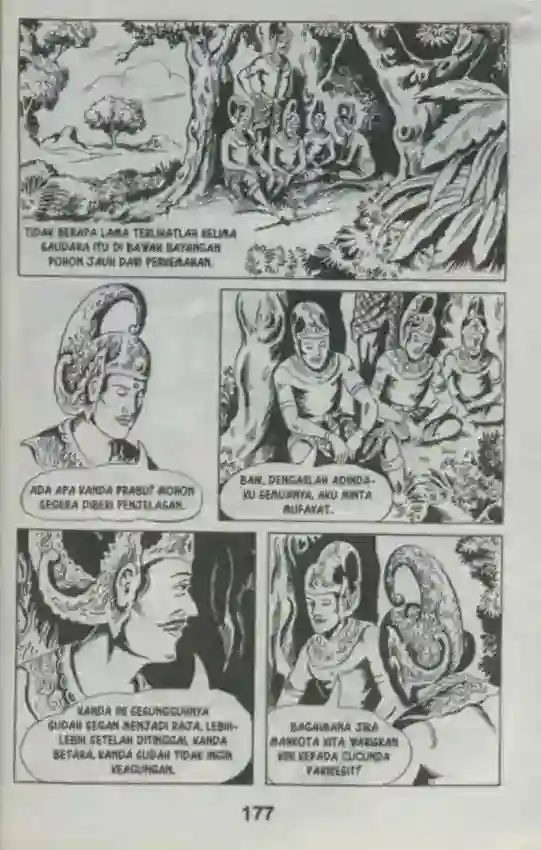 TIDAK BERAPA LAMA TERLIHATLAH KELIMA
SAUDARA ITU DI BAWAH BAYANGAN
POHON JAUH DARI PERKEMAHAN.
ADA APA KANDA PRABU? MOHON
SEGERA DIBERI PENJELASAN.
BAIK, DENGARLAH ADINDA-
KU SEMUANYA, AKU MINTA
MUFAKAT.
KANDA INI SESUNGGUHNYA
SUDAH SEGAN MENJADI RAJA, LEBIH-
LEBIH SETELAH DITINGGAL KANDA
BETARA, KANDA SUDAH TIDAK INGIN
KEAGUNGAN.
BAGAIMANA JIKA
MAHKOTA KITA WARISKAN
KINI KEPADA CUCUNDA
PARIKESIT?
177